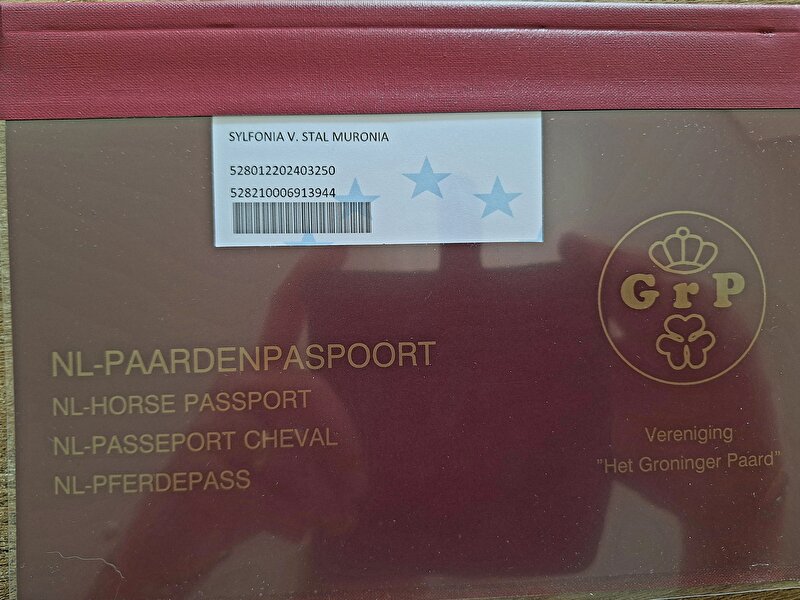 SYLFONIA V. STAL MURONIA
528012202403250
528210006913944
GrP
NL-PAARDENPASPOORT
NL-HORSE PASSPORT
NL-PASSEPORT CHEVAL
NL-PFERDEPASS
Vereniging
"Het Groninger Paard"